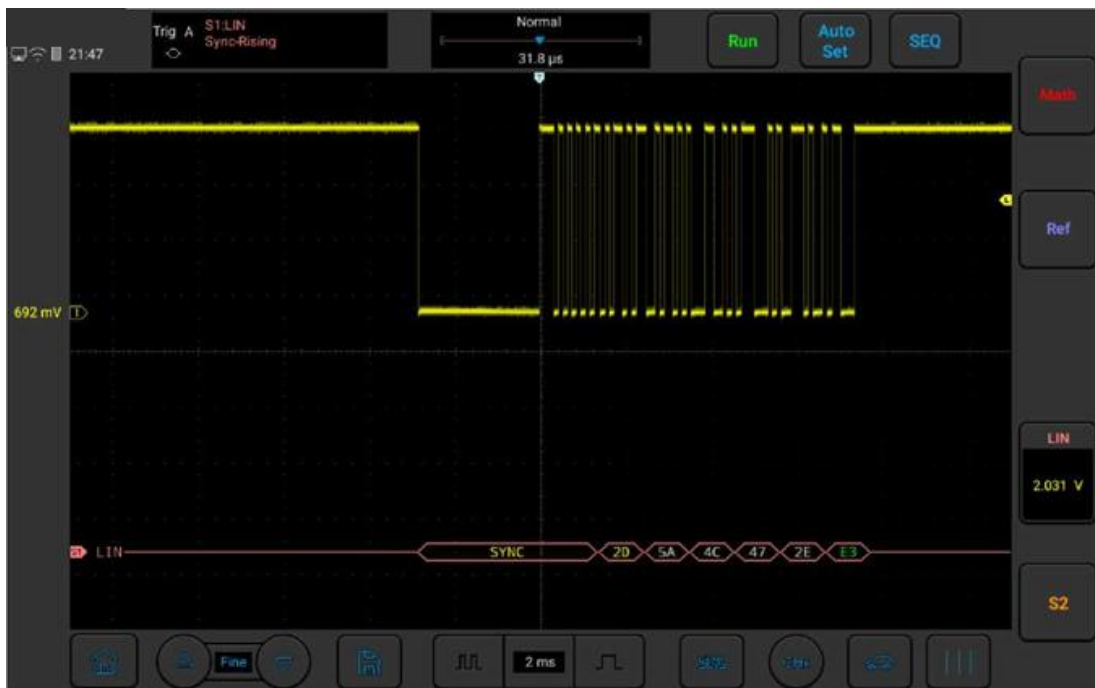 21:47
Trig A S1:LIN
Sync-Rising
Normal
31.8 µs
Run
Auto
Set
SEQ
Math
Ref
692 mV
LIN
2.031 V
S1 LIN
SYNC
2D
5A
4C
47
2E
E3
S2
Fine
2 ms